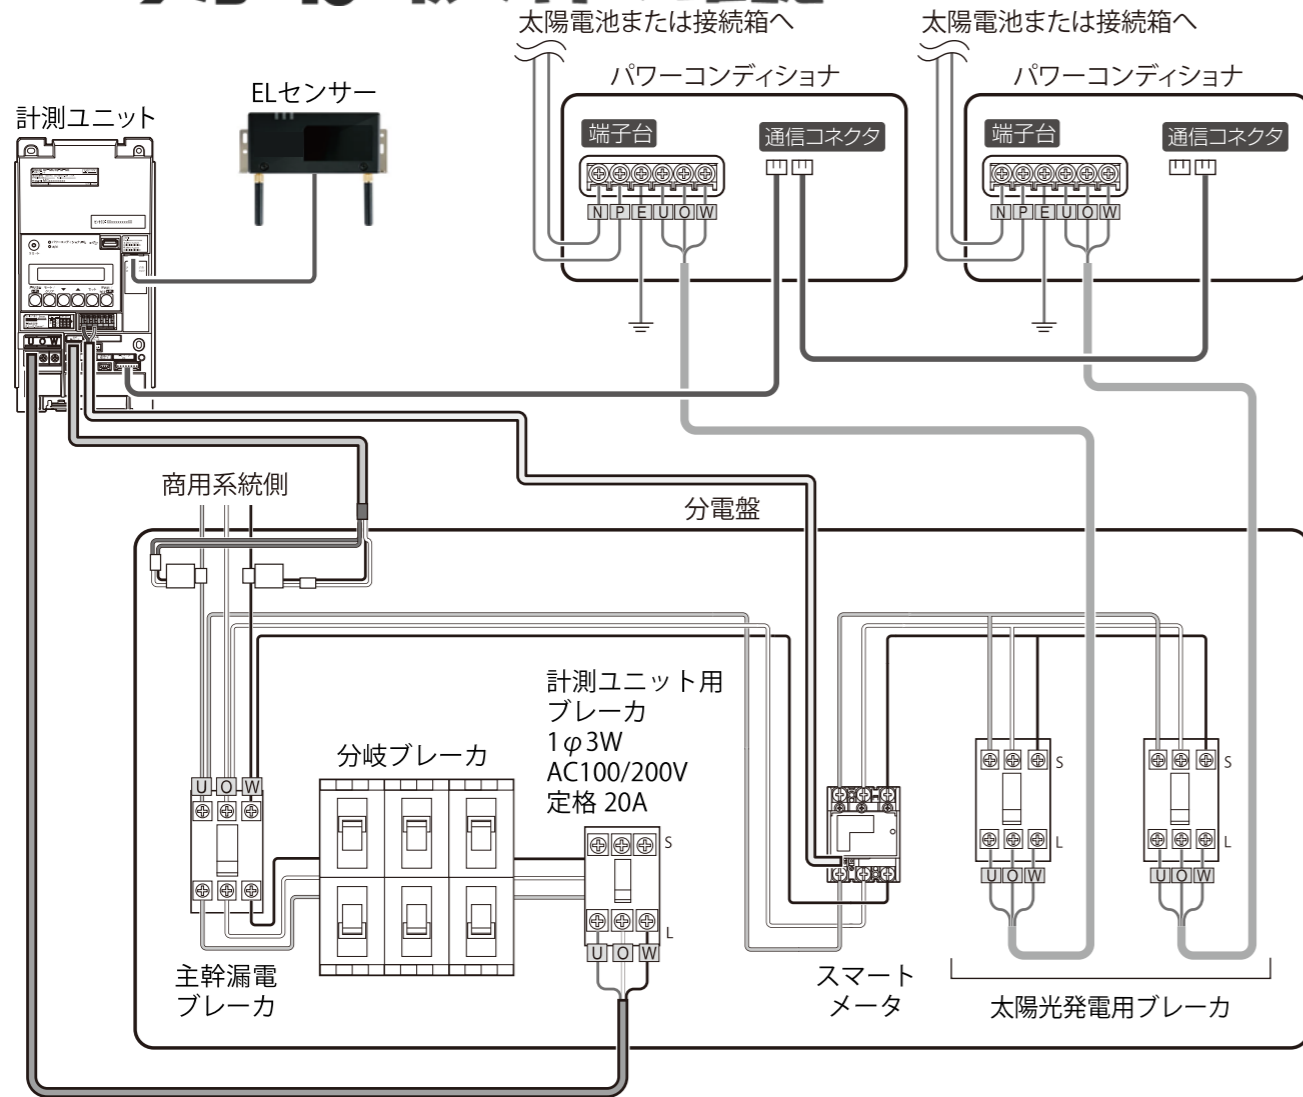 太陽電池または接続箱へ
太陽電池または接続箱へ
パワーコンディショナ
パワーコンディショナ
ELセンサー
計測ユニット
端子台
通信コネクタ
端子台
通信コネクタ
N P E U O W
N P E U O W
U O W
商用系統側
分電盤
計測ユニット用
ブレーカ
1φ3W
AC100/200V
定格 20A
分岐ブレーカ
U O W
S
L
S
L
S
L
U O W
U O W
U O W
主幹漏電
ブレーカ
スマート
メータ
太陽光発電用ブレーカ